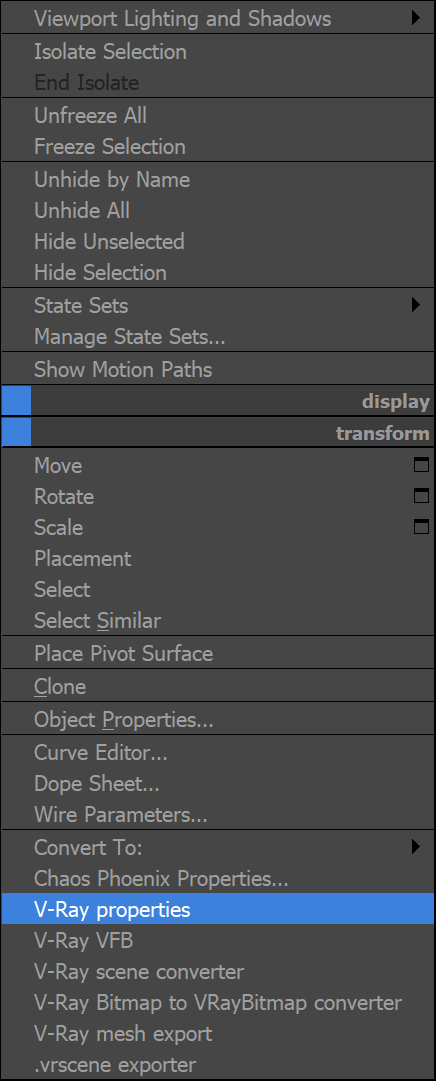 Viewport Lighting and Shadows
Isolate Selection
End Isolate
Unfreeze All
Freeze Selection
Unhide by Name
Unhide All
Hide Unselected
Hide Selection
State Sets
Manage State Sets...
Show Motion Paths
display
transform
Move
Rotate
Scale
Placement
Select
Select Similar
Place Pivot Surface
Clone
Object Properties...
Curve Editor...
Dope Sheet...
Wire Parameters...
Convert To:
Chaos Phoenix Properties...
V-Ray properties
V-Ray VFB
V-Ray scene converter
V-Ray Bitmap to VRayBitmap converter
V-Ray mesh export
.vrscene exporter